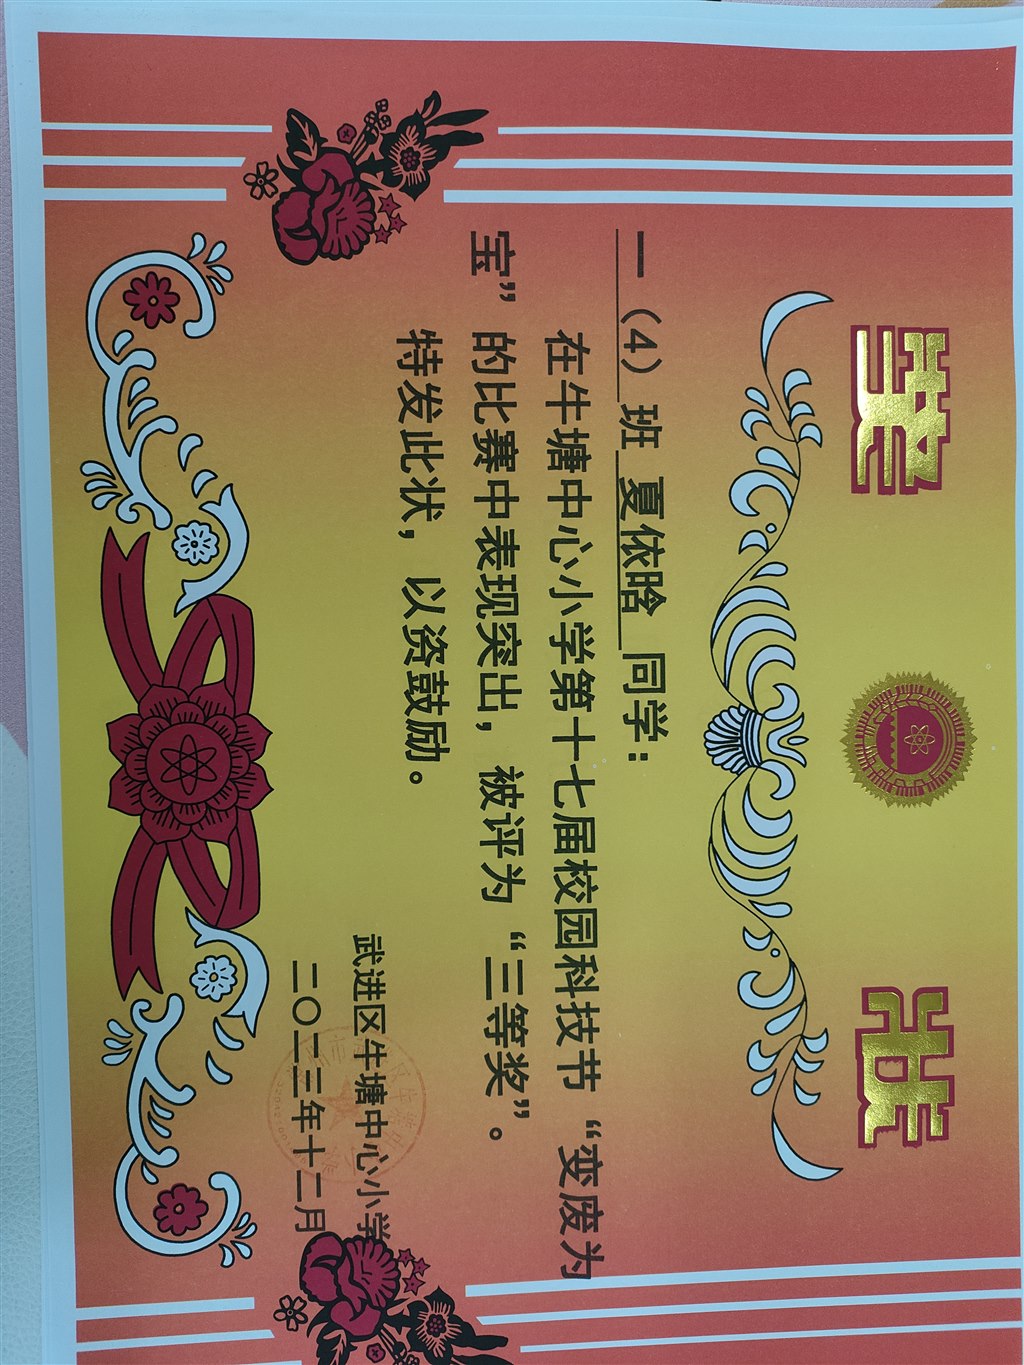 奖状
一（4）班 夏依晗 同学：
在牛塘中心小学第十七届校园科技节“变废为
宝”的比赛中表现突出，被评为“三等奖”。
特发此状，以资鼓励。
武进区牛塘中心小学
二〇二三年十二月